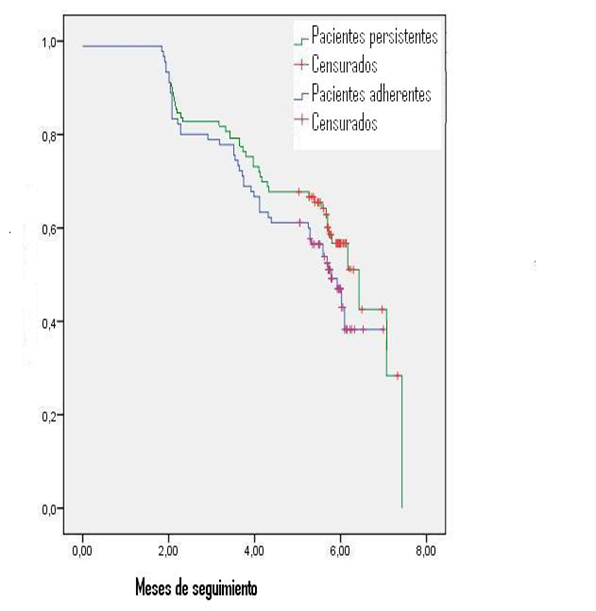 Pacientes persistentes
Censurados
Pacientes adherentes
Censurados
1,0
0,8
0,6
0,4
0,2
0,0
0,00 2,00 4,00 6,00 8,00
Meses de seguimiento